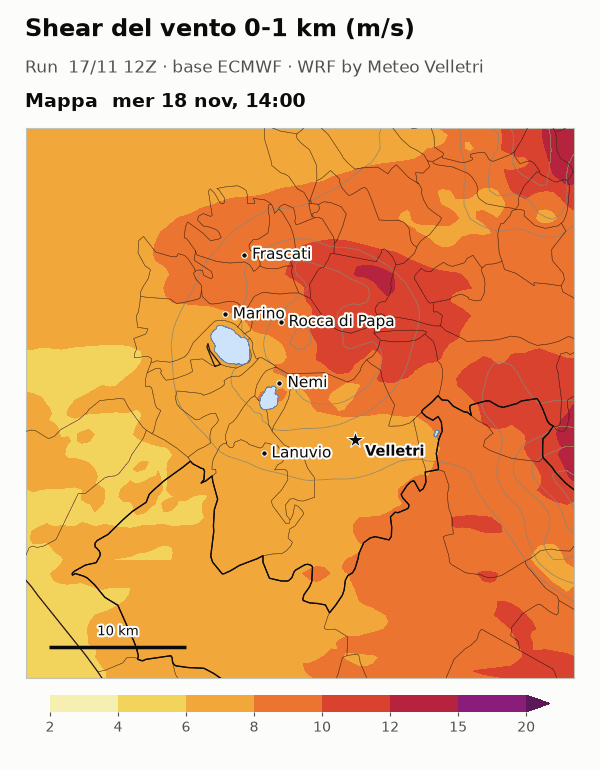 Shear del vento 0-1 km (m/s)
Run 17/11 12Z · base ECMWF · WRF by Meteo Velletri
Mappa mer 18 nov, 14:00
Frascati
Marino
Rocca di Papa
Nemi
Velletri
Lanuvio
10 km
2 4 6 8 10 12 15 20